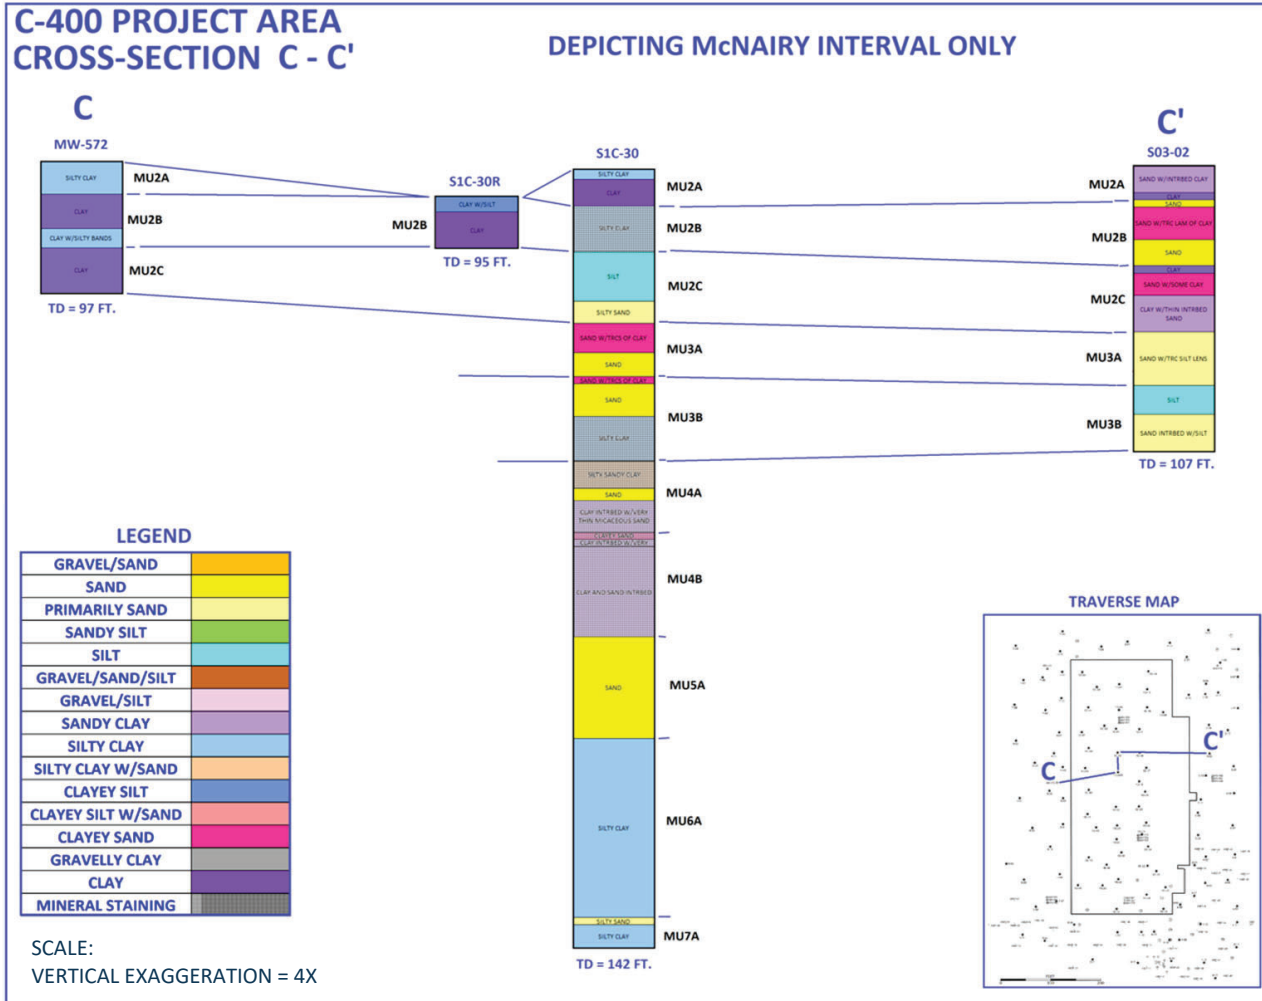 C-400 PROJECT AREA
CROSS-SECTION C - C'
DEPICTING McNAIRY INTERVAL ONLY
C
MW-572
SILTY CLAY
MU2A
CLAY
MU2B
CLAY W/SILTY BANDS
CLAY
MU2C
TD = 97 FT.
S1C-30R
CLAY W/SILT
MU2B
CLAY
TD = 95 FT.
S1C-30
SILTY CLAY
CLAY
MU2A
SILTY CLAY
MU2B
SILT
MU2C
SILTY SAND
SAND W/TRCS OF CLAY
MU3A
SAND
SAND W/TRCS OF CLAY
SAND
MU3B
SILTY CLAY
SILTY SANDY CLAY
SAND
MU4A
CLAY INTRBED W/VERY
THIN MICACEOUS SAND
CLAYEY SAND
CLAY INTRBED W/VERY
MU4B
CLAY AND SAND INTRBED
SAND
MU5A
SILTY CLAY
MU6A
SILTY SAND
SILTY CLAY
MU7A
TD = 142 FT.
C'
S03-02
SAND W/INTRBED CLAY
MU2A
CLAY
SAND
SAND W/TRC LAM OF CLAY
MU2B
SAND
CLAY
SAND W/SOME CLAY
MU2C
CLAY W/THIN INTRBED
SAND
MU3A
SAND W/TRC SILT LENS
SILT
MU3B
SAND INTRBED W/SILT
TD = 107 FT.
LEGEND
GRAVEL/SAND
SAND
PRIMARILY SAND
SANDY SILT
SILT
GRAVEL/SAND/SILT
GRAVEL/SILT
SANDY CLAY
SILTY CLAY
SILTY CLAY W/SAND
CLAYEY SILT
CLAYEY SILT W/SAND
CLAYEY SAND
GRAVELLY CLAY
CLAY
MINERAL STAINING
SCALE:
VERTICAL EXAGGERATION = 4X
TRAVERSE MAP
C
C'